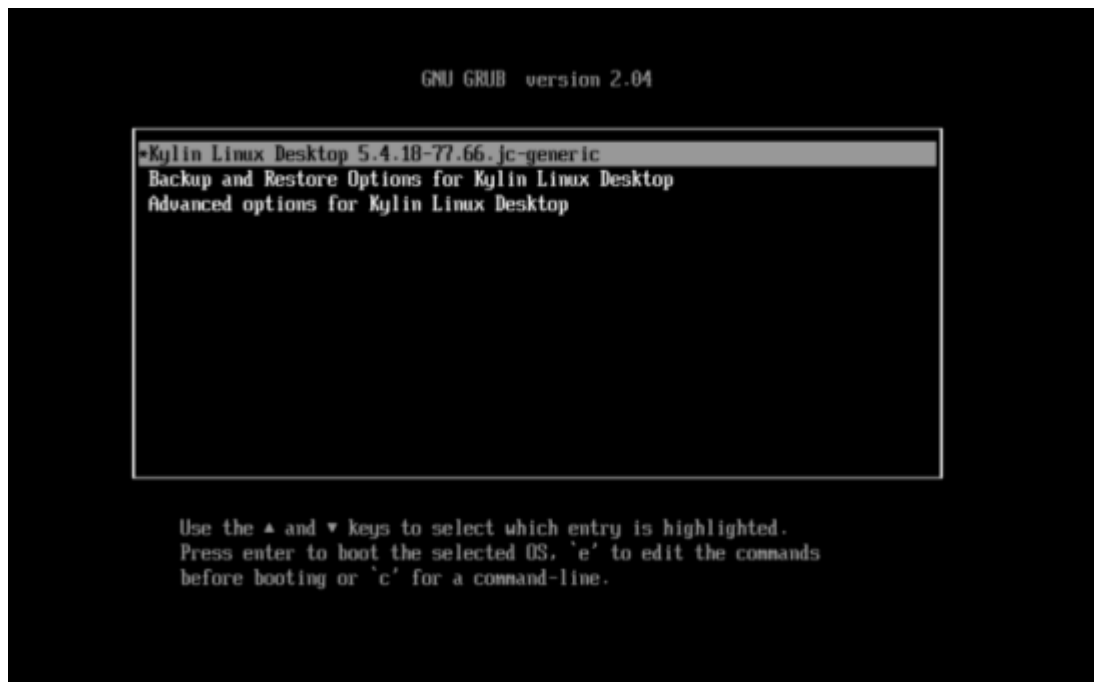 GNU GRUB  version 2.04
*Kylin Linux Desktop 5.4.18-77.66.jc-generic
Backup and Restore Options for Kylin Linux Desktop
Advanced options for Kylin Linux Desktop
Use the ▲ and ▼ keys to select which entry is highlighted.
Press enter to boot the selected OS, `e' to edit the commands
before booting or `c' for a command-line.